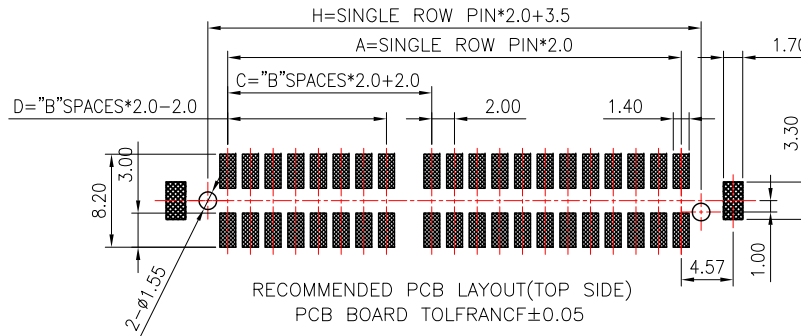 H=SINGLE ROW PIN*2.0+3.5
A=SINGLE ROW PIN*2.0
1.70
C="B"SPACES*2.0+2.0
D="B"SPACES*2.0-2.0
2.00
1.40
3.30
3.00
8.20
1.00
4.57
2-ø1.55
RECOMMENDED PCB LAYOUT(TOP SIDE)
PCB BOARD TOLFRANCF±0.05